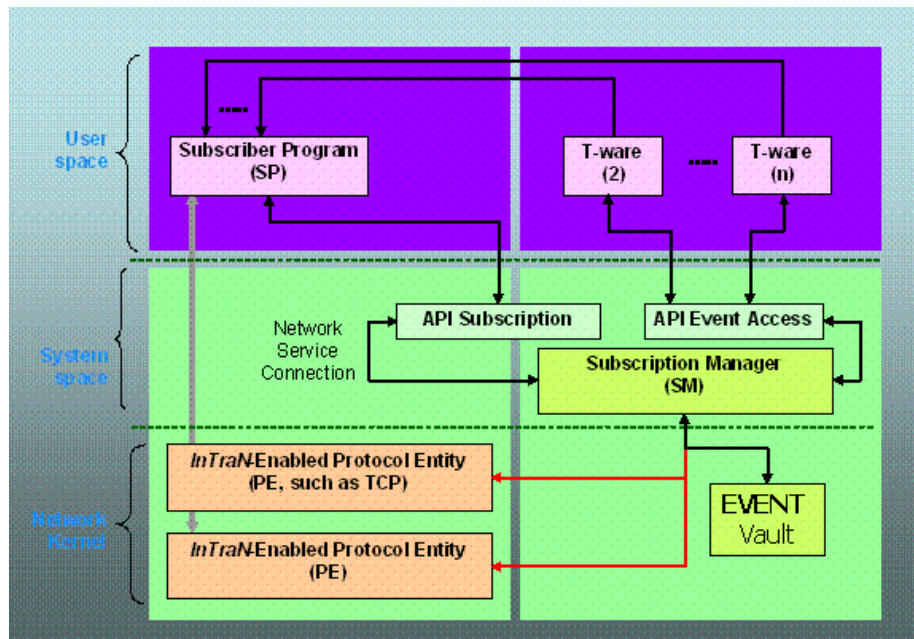 User
space
Subscriber Program
(SP)
T-ware
(2)
T-ware
(n)
System
space
Network
Service
Connection
API Subscription
API Event Access
Subscription Manager
(SM)
Network
Kernel
InTraN-Enabled Protocol Entity
(PE, such as TCP)
InTraN-Enabled Protocol Entity
(PE)
EVENT
Vault